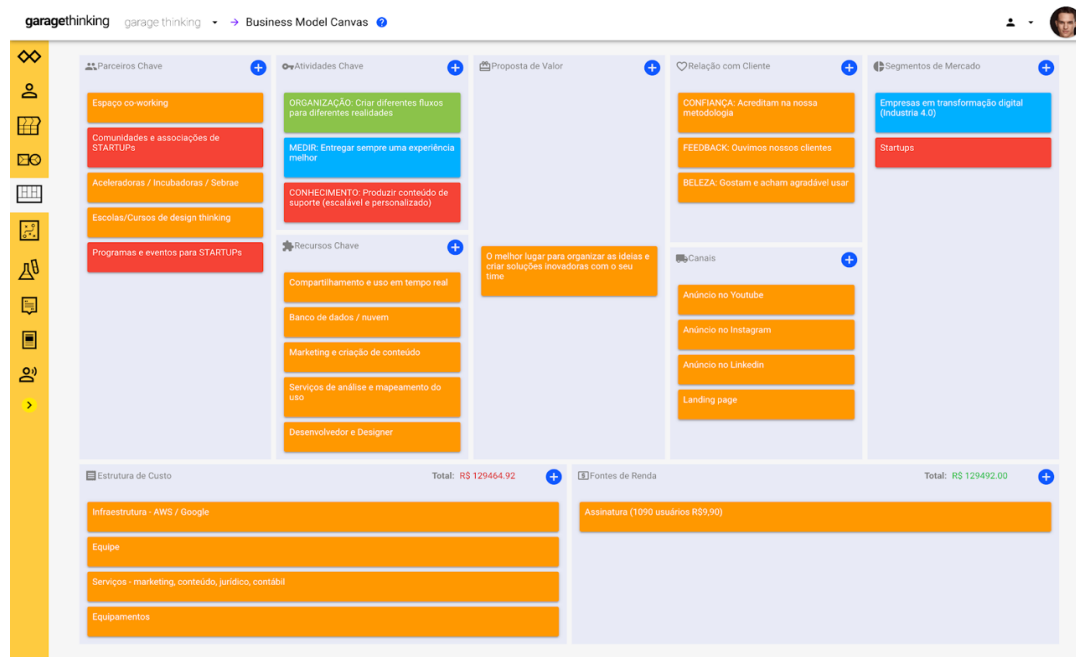 garagethinking
garage thinking
Business Model Canvas
Parceiros Chave
Espaço co-working
Comunidades e associações de
STARTUPs
Aceleradoras / Incubadoras / Sebrae
Escolas/Cursos de design thinking
Programas e eventos para STARTUPs
Atividades Chave
ORGANIZAÇÃO: Criar diferentes fluxos
para diferentes realidades
MEDIR: Entregar sempre uma experiência
melhor
CONHECIMENTO: Produzir conteúdo de
suporte (escalável e personalizado)
Recursos Chave
Compartilhamento e uso em tempo real
Banco de dados / nuvem
Marketing e criação de conteúdo
Serviços de análise e mapeamento do
uso
Desenvolvedor e Designer
Proposta de Valor
O melhor lugar para organizar as ideias e
criar soluções inovadoras com o seu
time
Relação com Cliente
CONFIANÇA: Acreditam na nossa
metodologia
FEEDBACK: Ouvimos nossos clientes
BELEZA: Gostam e acham agradável usar
Canais
Anúncio no Youtube
Anúncio no Instagram
Anúncio no Linkedin
Landing page
Segmentos de Mercado
Empresas em transformação digital
(Industria 4.0)
Startups
Estrutura de Custo
Total: R$ 129464.92
Infraestrutura - AWS / Google
Equipe
Serviços - marketing, conteúdo, jurídico, contábil
Equipamentos
Fontes de Renda
Total: R$ 129492.00
Assinatura (1090 usuários R$9,90)